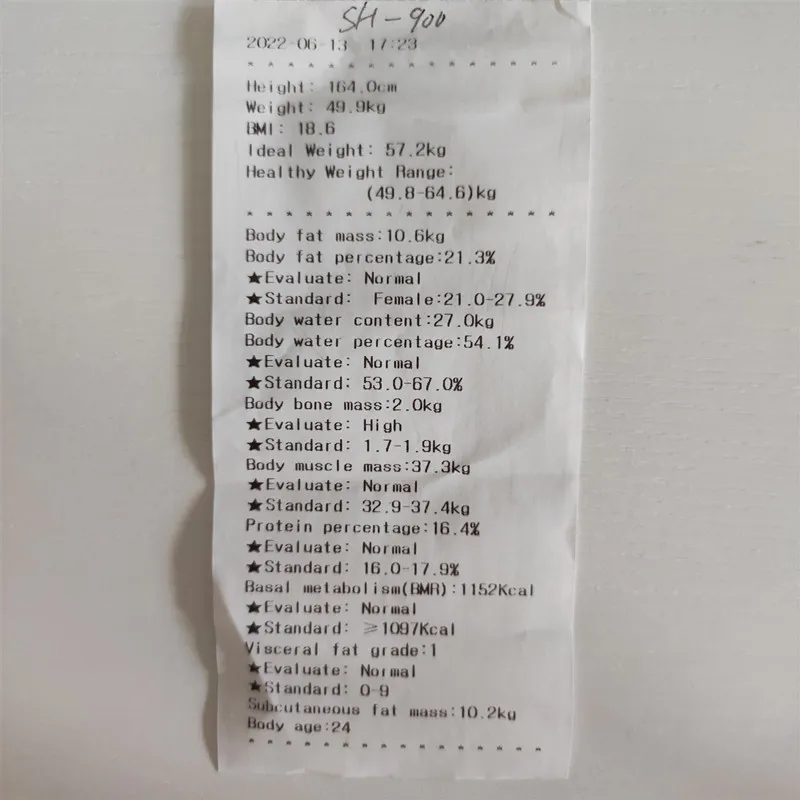 SH-900
2022-06-13 17:23
* * * * * * * * * * * * * * * *
Height: 164.0cm
Weight: 49.9kg
BMI: 18.6
Ideal Weight: 57.2kg
Healthy Weight Range:
(49.8-64.6)kg
* * * * * * * * * * * * * * * *
Body fat mass:10.6kg
Body fat percentage:21.3%
★Evaluate: Normal
★Standard: Female:21.0-27.9%
Body water content:27.0kg
Body water percentage:54.1%
★Evaluate: Normal
★Standard: 53.0-67.0%
Body bone mass:2.0kg
★Evaluate: High
★Standard: 1.7-1.9kg
Body muscle mass:37.3kg
★Evaluate: Normal
★Standard: 32.9-37.4kg
Protein percentage:16.4%
★Evaluate: Normal
★Standard: 16.0-17.9%
Basal metabolism(BMR):1152Kcal
★Evaluate: Normal
★Standard: ≥1097Kcal
Visceral fat grade:1
★Evaluate: Normal
★Standard: 0-9
Subcutaneous fat mass:10.2kg
Body age:24
* * * * * * * * * * * * * * * *